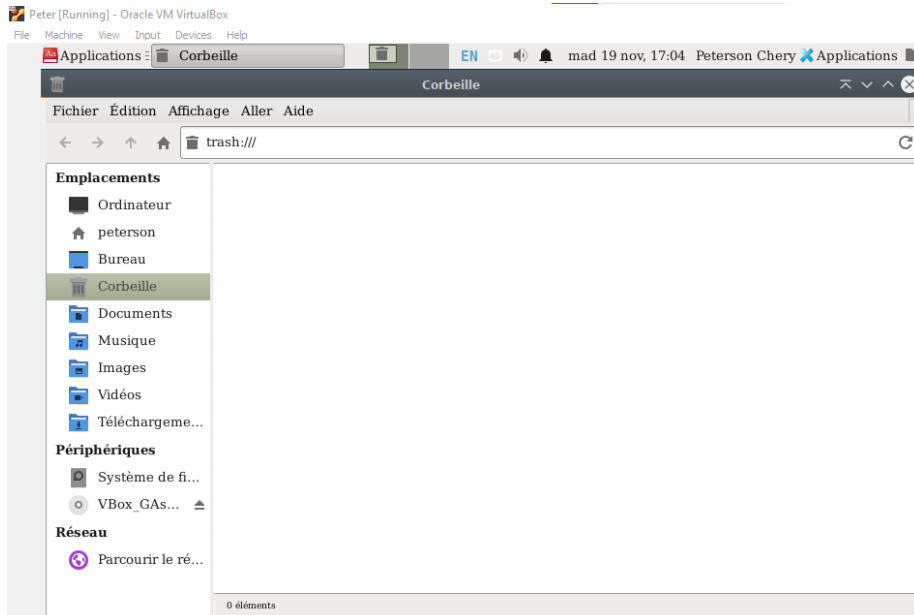 Peter [Running] - Oracle VM VirtualBox
File Machine View Input Devices Help
Applications Corbeille EN mad 19 nov, 17:04 Peterson Chery Applications
Corbeille
Fichier Édition Affichage Aller Aide
trash:///
Emplacements
Ordinateur
peterson
Bureau
Corbeille
Documents
Musique
Images
Vidéos
Téléchargeme...
Périphériques
Système de fi...
VBox_GAs...
Réseau
Parcourir le ré...
0 éléments